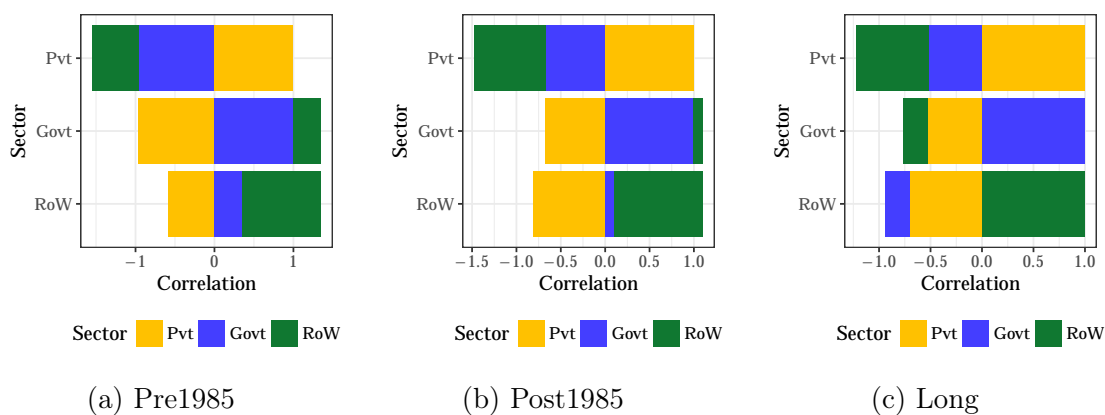 Pvt
Govt
RoW
Sector
−1
0
1
Correlation
Sector Pvt Govt RoW
(a) Pre1985
Pvt
Govt
RoW
Sector
−1.5 −1.0 −0.5 0.0 0.5 1.0
Correlation
Sector Pvt Govt RoW
(b) Post1985
Pvt
Govt
RoW
Sector
−1.0 −0.5 0.0 0.5 1.0
Correlation
Sector Pvt Govt RoW
(c) Long